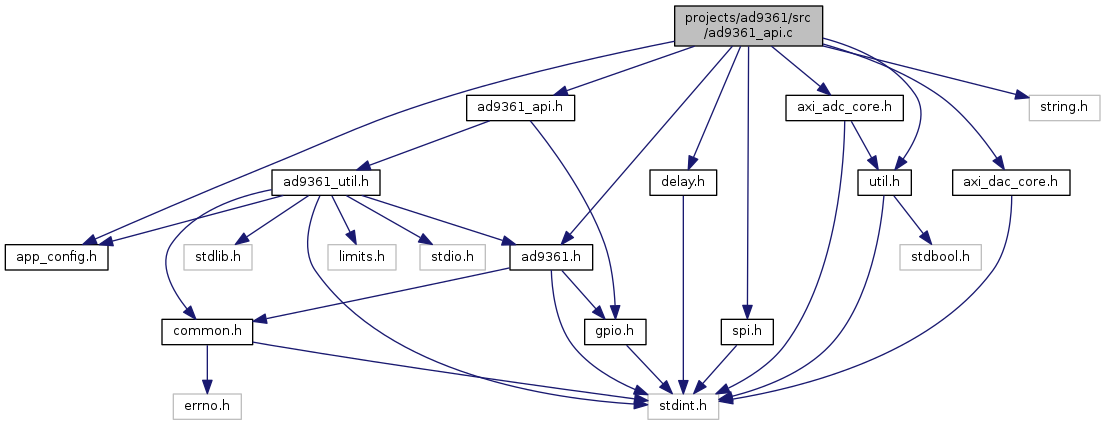 projects/ad9361/src
/ad9361_api.c
ad9361_api.h
axi_adc_core.h
string.h
ad9361_util.h
delay.h
util.h
axi_dac_core.h
app_config.h
stdlib.h
limits.h
stdio.h
ad9361.h
stdbool.h
common.h
gpio.h
spi.h
errno.h
stdint.h